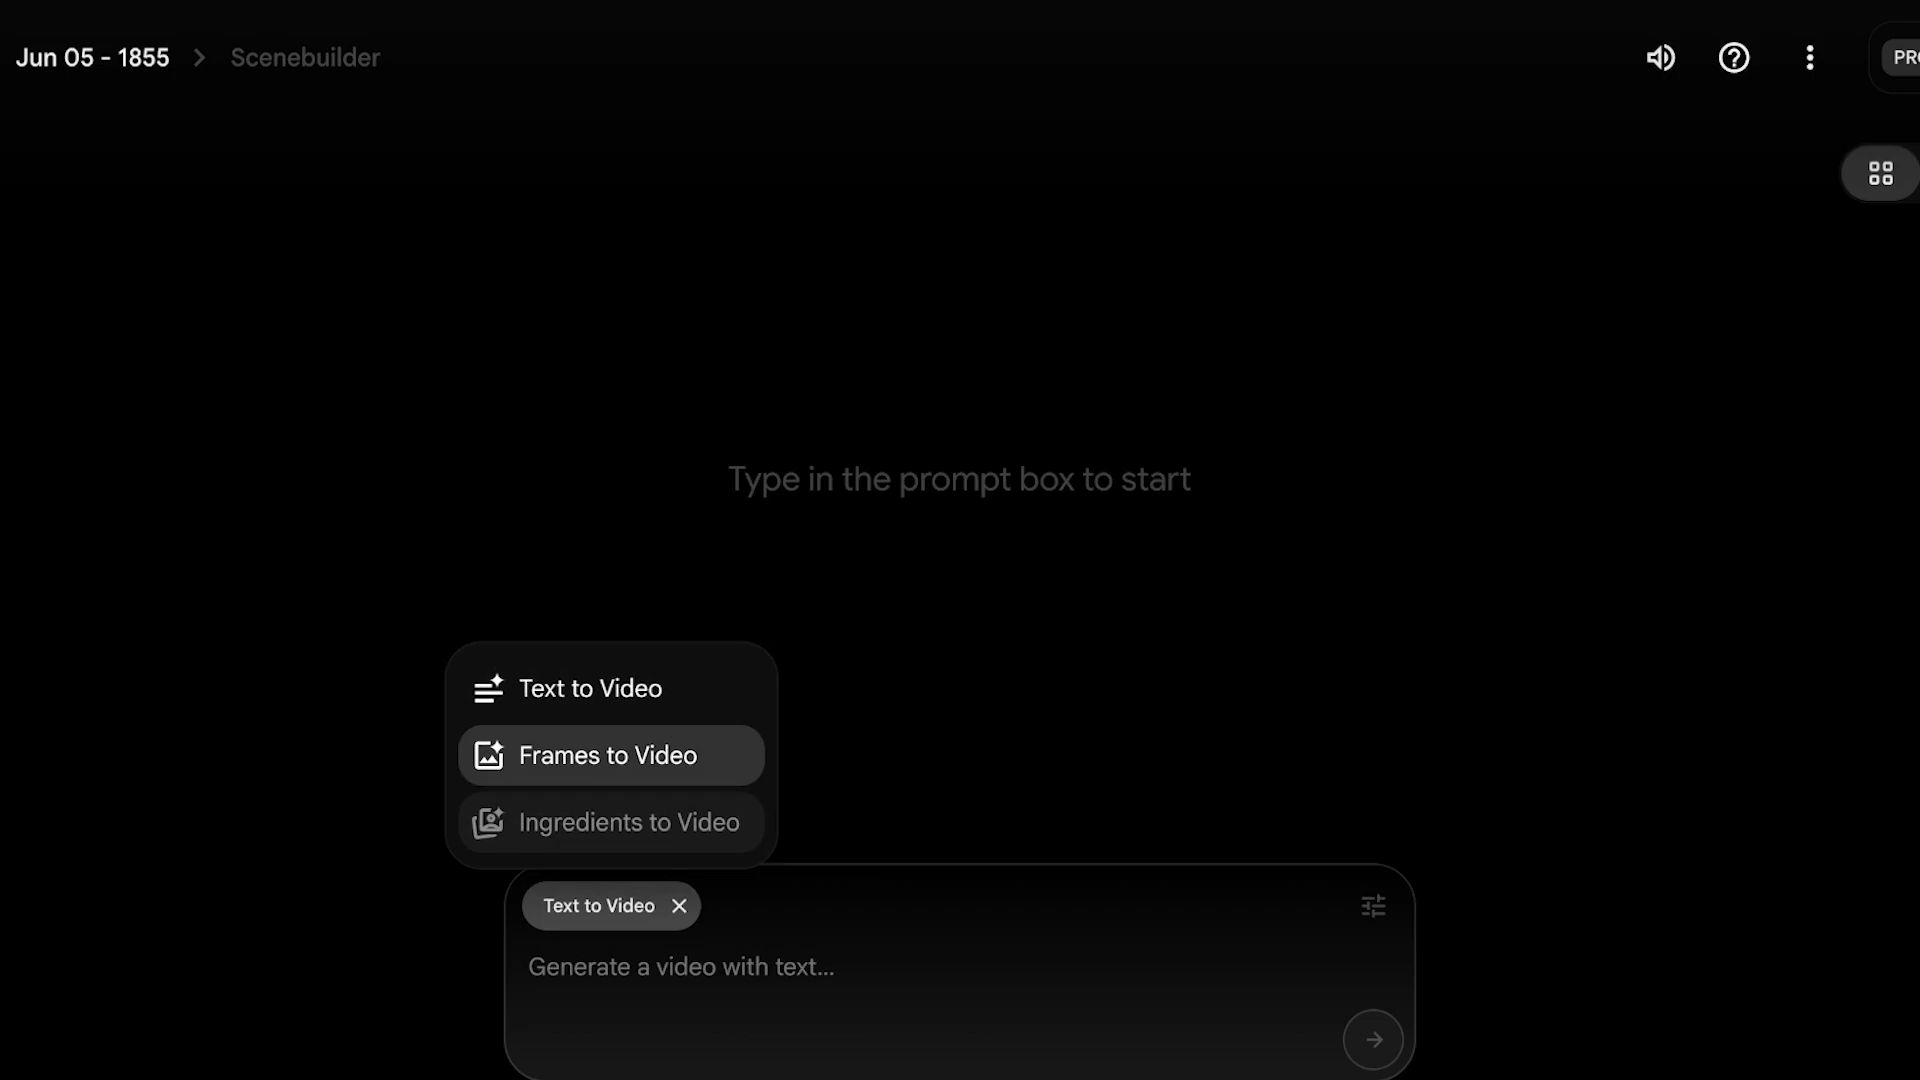 Jun 05 - 1855 > Scenebuilder
PRO
Type in the prompt box to start
Text to Video
Frames to Video
Ingredients to Video
Text to Video
Generate a video with text...